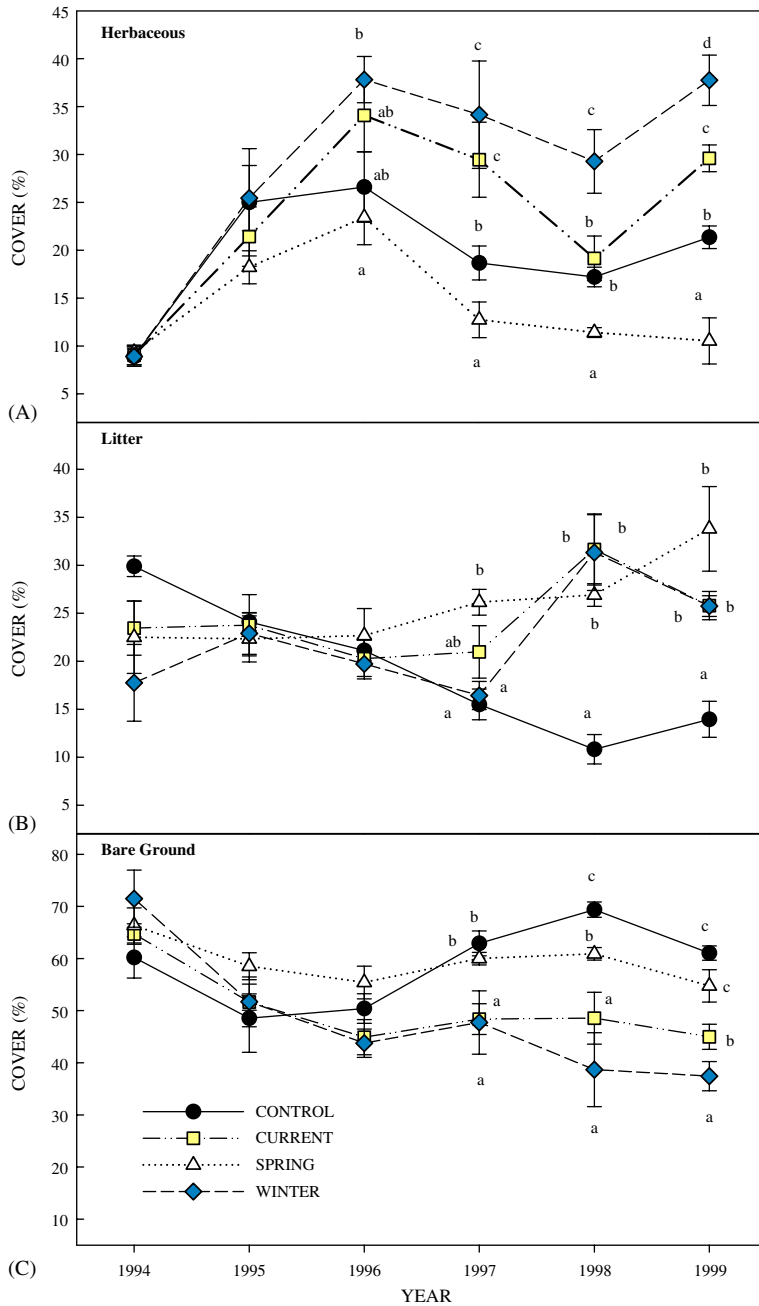 45
Herbaceous
b
c
d
40
c
35
ab
c
30
c
ab
25
b
b
b
20
COVER (%)
15
a
b
a
10
a
a
5
(A)
Litter
40
b
35
b
b
30
b
25
ab
b
b
b
20
COVER (%)
15
a
a
a
a
10
5
(B)
Bare Ground
80
c
70
b
c
60
b
b
50
c
COVER (%)
a
a
b
40
a
30
a
a
CONTROL
20
CURRENT
SPRING
10
WINTER
(C)
1994
1995
1996
1997
1998
1999
YEAR